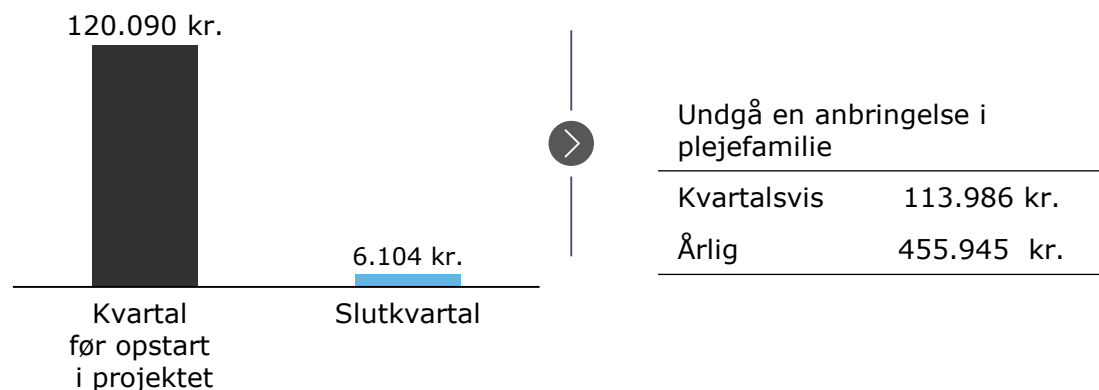 120.090 kr.
6.104 kr.
Kvartal
før opstart
i projektet
Slutkvartal
Undgå en anbringelse i
plejefamilie
Kvartalsvis 113.986 kr.
Årlig 455.945 kr.